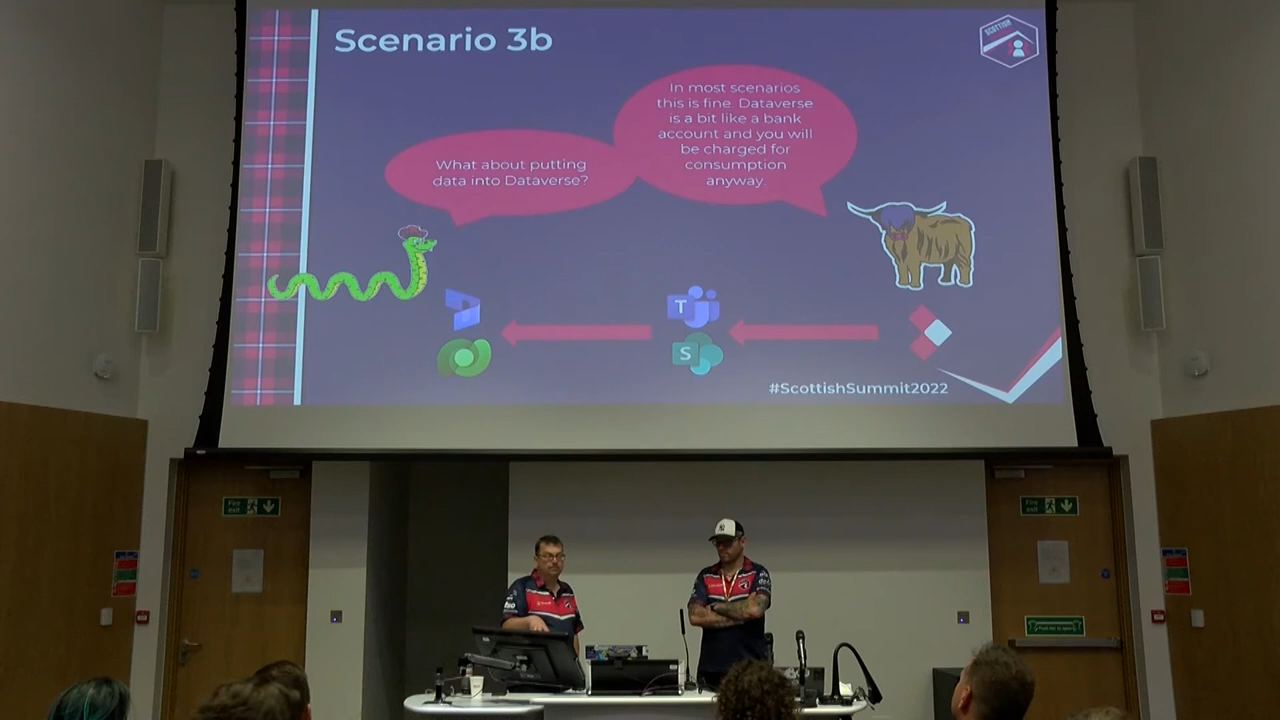 Scenario 3b
SCOTTISH
In most scenarios
this is fine. Dataverse
is a bit like a bank
account and you will
be charged for
consumption
anyway.
What about putting
data into Dataverse?
T
S
#ScottishSummit2022
Fire
exit
Fire
exit